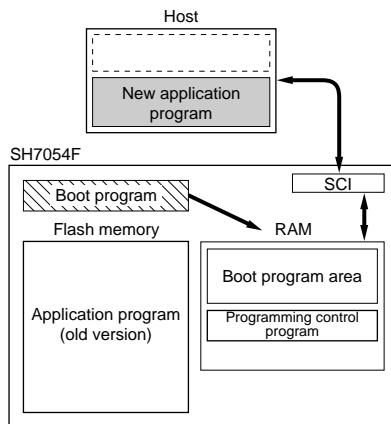 Host
New application
program
SH7054F
SCI
Boot program
Flash memory
RAM
Boot program area
Application program
(old version)
Programming control
program